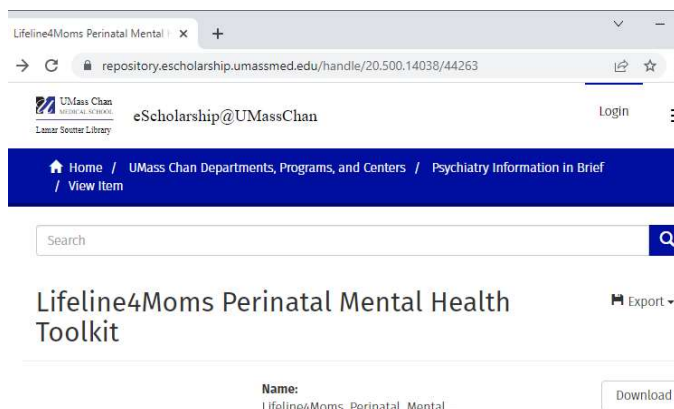 Lifeline4Moms Perinatal Mental
repository.escholarship.umassmed.edu/handle/20.500.14038/44263
UMass Chan
MEDICAL SCHOOL
Lamar Soutter Library
eScholarship@UMassChan
Login
Home / UMass Chan Departments, Programs, and Centers / Psychiatry Information in Brief
/ View Item
Search
Lifeline4Moms Perinatal Mental Health
Toolkit
Export
Name:
Lifeline4Moms_Perinatal_Mental
Download